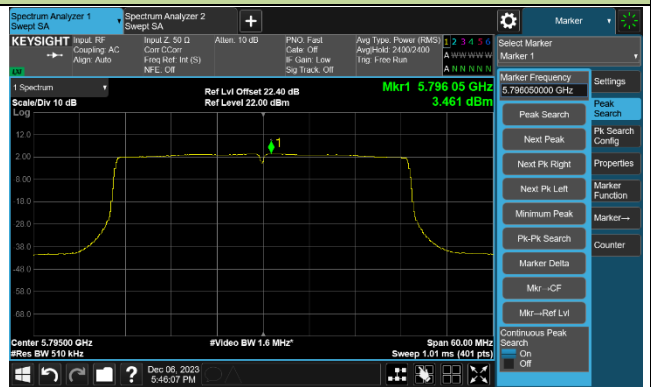 Spectrum Analyzer 1
Swept SA
Spectrum Analyzer 2
Swept SA
+
Marker
KEYSIGHT
Input: RF
Coupling: AC
Align: Auto
Input Z: 50 Ω
Corr CCorr
Freq Ref: Int (S)
NFE: Off
Atten: 10 dB
PNO: Fast
Gate: Off
IF Gain: Low
Sig Track: Off
Avg Type: Power (RMS)
Avg|Hold: 2400/2400
Trig: Free Run
1 2 3 4 5 6
A W W W W W
A N N N N N
LXI
Select Marker
Marker 1
1 Spectrum
Scale/Div 10 dB
Log
Ref Lvl Offset 22.40 dB
Ref Level 22.00 dBm
Mkr1 5.796 05 GHz
3.461 dBm
12.0
2.00
-8.00
-18.0
-28.0
-38.0
-48.0
-58.0
-68.0
1
Center 5.79500 GHz
#Res BW 510 kHz
#Video BW 1.6 MHz*
Span 60.00 MHz
Sweep 1.01 ms (401 pts)
Marker Frequency
5.796050000 GHz
Peak Search
Next Peak
Next Pk Right
Next Pk Left
Minimum Peak
Pk-Pk Search
Marker Delta
Mkr→CF
Mkr→Ref Lvl
Continuous Peak
Search
On
Off
Settings
Peak
Search
Pk Search
Config
Properties
Marker
Function
Marker→
Counter
?
Dec 06, 2023
5:46:07 PM